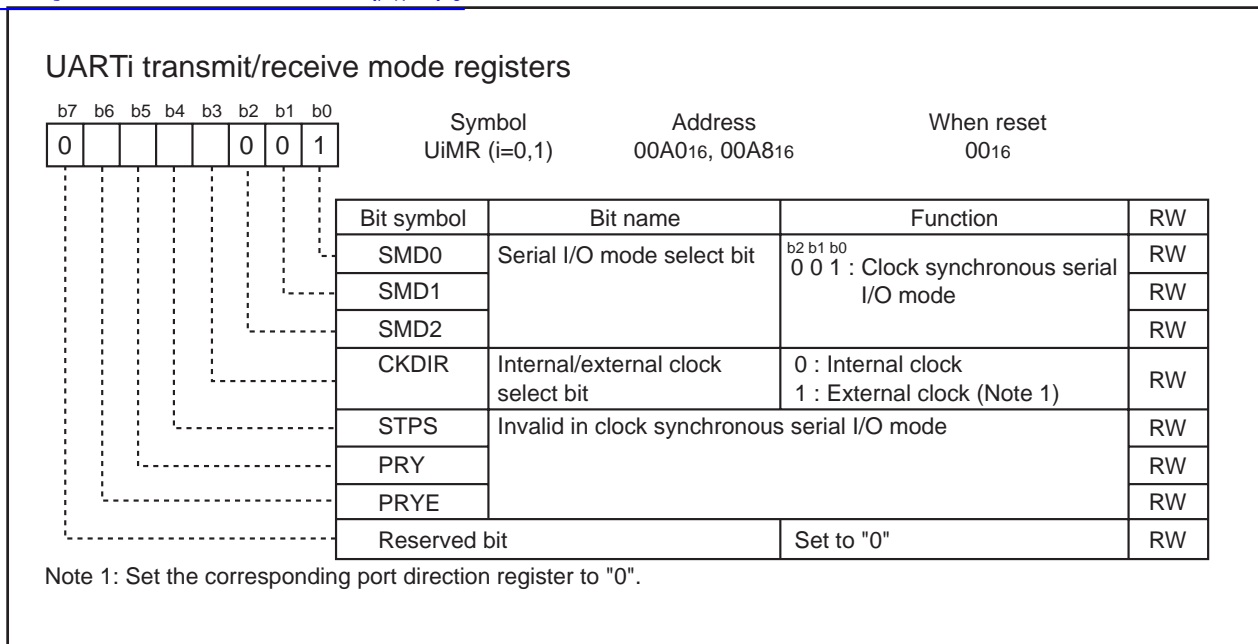 UARTi transmit/receive mode registers
b7 b6 b5 b4 b3 b2 b1 b0
0 0 0 1
Symbol Address When reset
UiMR (i=0,1) 00A016, 00A816 0016
Bit symbol Bit name Function RW
SMD0 Serial I/O mode select bit b2 b1 b0 RW
0 0 1 : Clock synchronous serial
SMD1 I/O mode RW
SMD2 RW
CKDIR Internal/external clock 0 : Internal clock RW
select bit 1 : External clock (Note 1)
STPS Invalid in clock synchronous serial I/O mode RW
PRY RW
PRYE RW
Reserved bit Set to "0" RW
Note 1: Set the corresponding port direction register to "0".